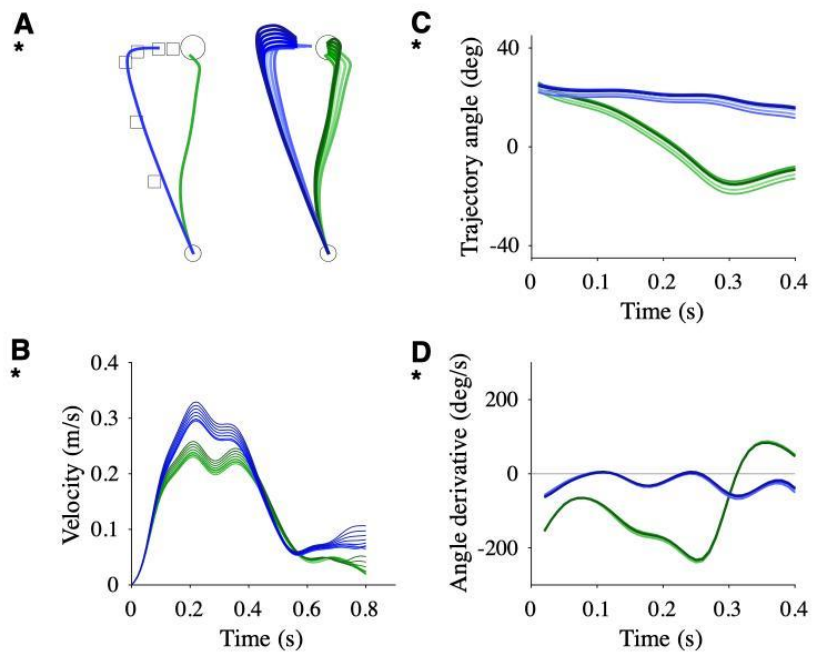 A
*
B
*
Velocity (m/s)
0.4
0.3
0.2
0.1
0
0 0.2 0.4 0.6 0.8
Time (s)
C
*
Trajectory angle (deg)
40
0
-40
0 0.1 0.2 0.3 0.4
Time (s)
D
*
Angle derivative (deg/s)
200
0
-200
0 0.1 0.2 0.3 0.4
Time (s)